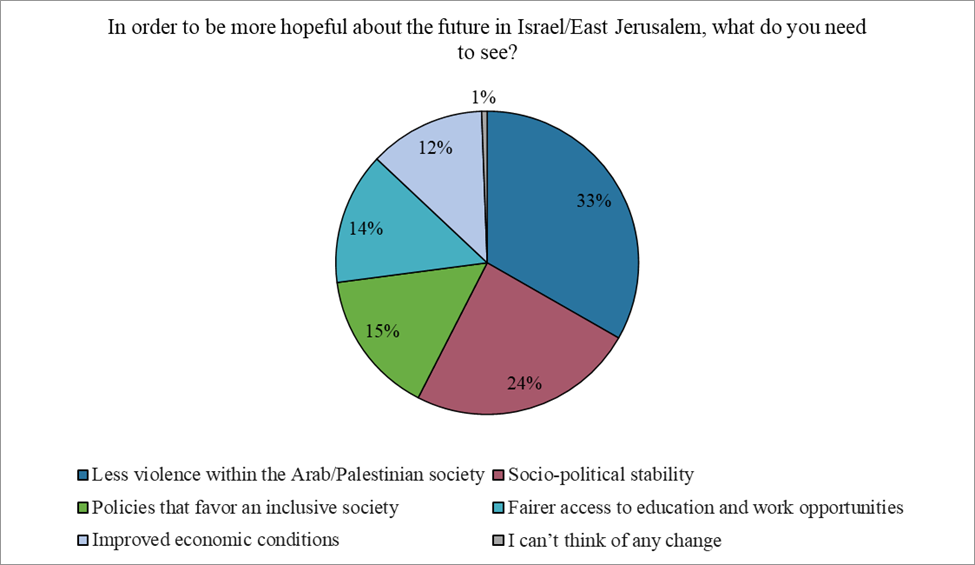 In order to be more hopeful about the future in Israel/East Jerusalem, what do you need
to see?
1%
12%
33%
14%
15%
24%
Less violence within the Arab/Palestinian society
Socio-political stability
Policies that favor an inclusive society
Fairer access to education and work opportunities
Improved economic conditions
I can’t think of any change